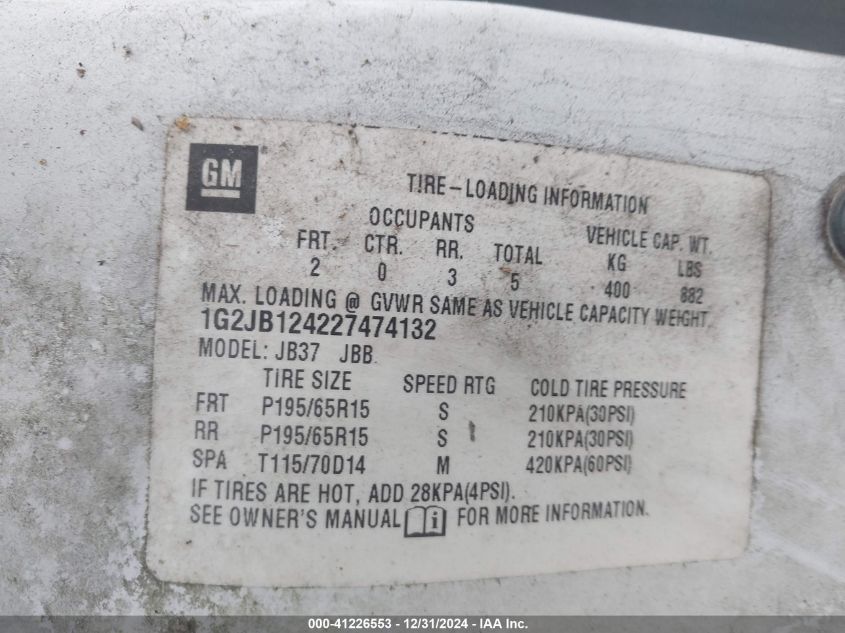 GM®
TIRE-LOADING INFORMATION
OCCUPANTS VEHICLE CAP. WT.
FRT. CTR. RR. TOTAL KG LBS
2 0 3 5 400 882
MAX. LOADING @ GVWR SAME AS VEHICLE CAPACITY WEIGHT.
1G2JB124227474132
MODEL: JB37 JBB
TIRE SIZE SPEED RTG COLD TIRE PRESSURE
FRT P195/65R15 S 210KPA(30PSI)
RR P195/65R15 S 210KPA(30PSI)
SPA T115/70D14 M 420KPA(60PSI)
IF TIRES ARE HOT, ADD 28KPA(4PSI).
SEE OWNER'S MANUAL i FOR MORE INFORMATION.
000-41226553 - 12/31/2024 - IAA Inc.